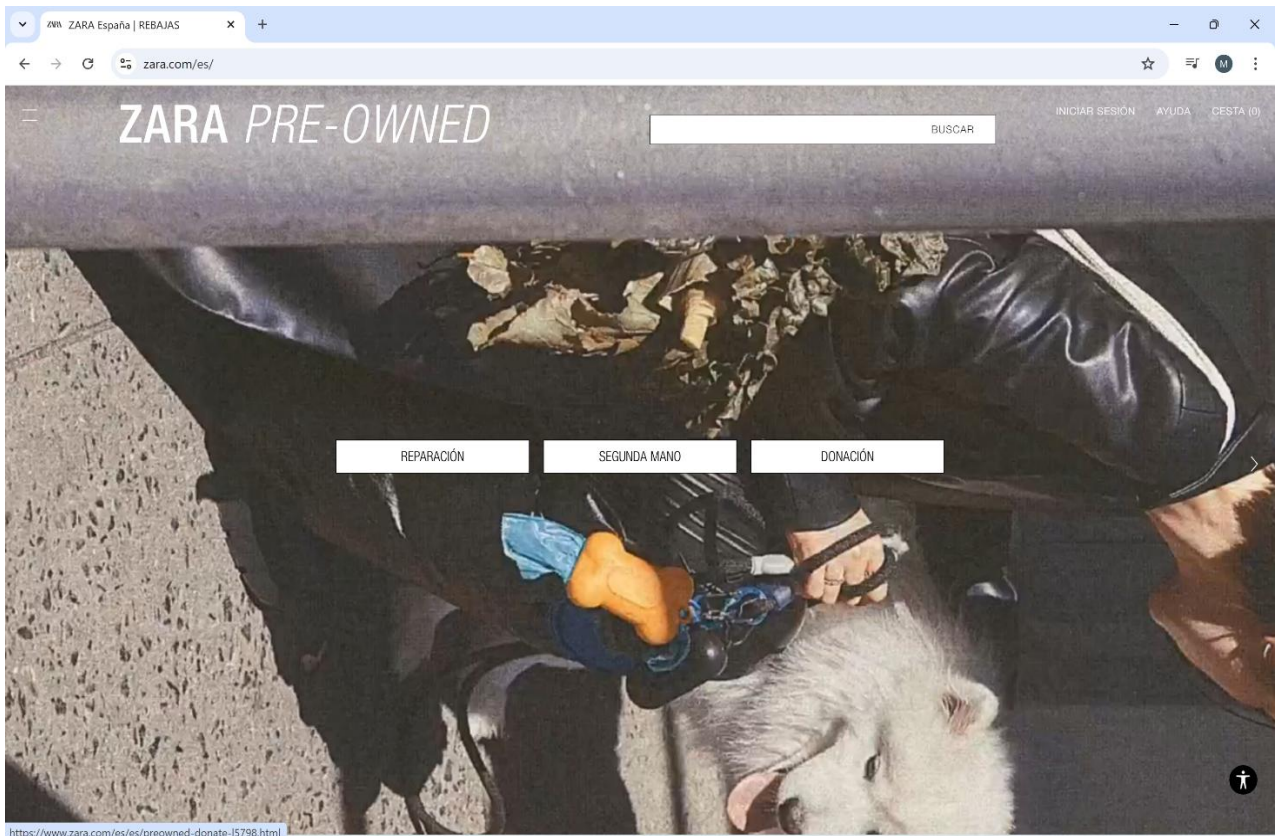 ZARA España | REBAJAS
zara.com/es/
M
ZARA PRE-OWNED
BUSCAR
INICIAR SESIÓN AYUDA CESTA (0)
REPARACIÓN SEGUNDA MANO DONACIÓN
https://www.zara.com/es/es/preowned-donate-l5798.html